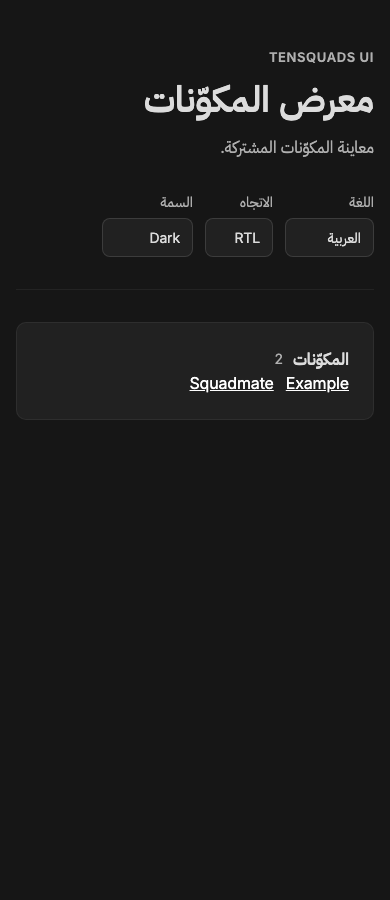 TENSQUADS UI
معرض المكوّنات
معاينة المكوّنات المشتركة.
اللغة الاتجاه السمة
العربية RTL Dark
المكوّنات 2
Example Squadmate